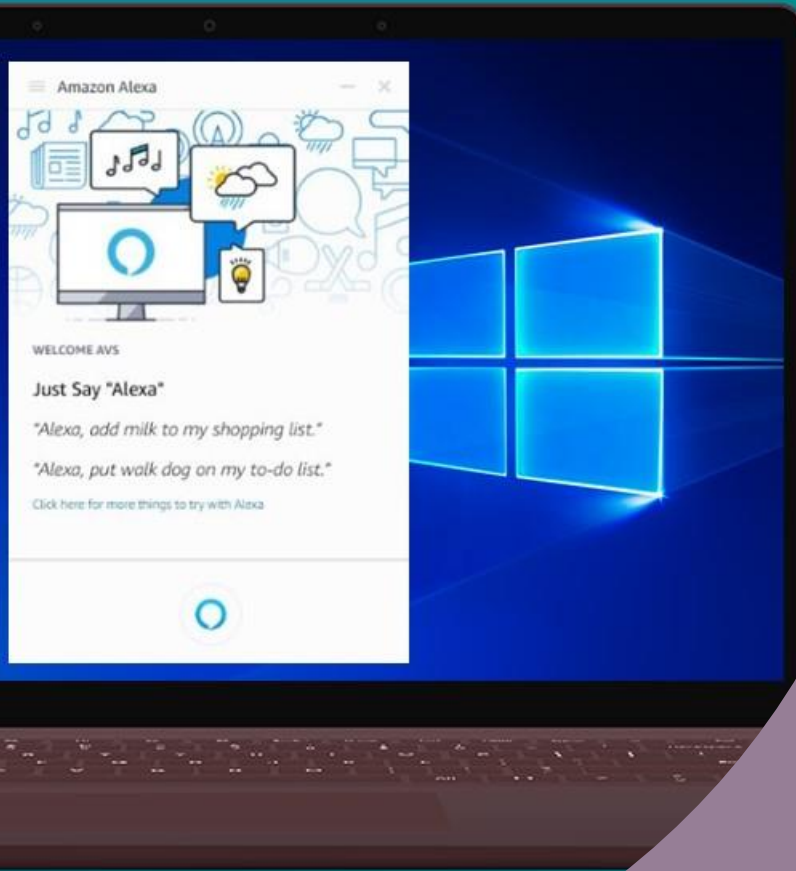 Amazon Alexa
WELCOME AVS
Just Say "Alexa"
"Alexa, add milk to my shopping list."
"Alexa, put walk dog on my to-do list."
Click here for more things to try with Alexa